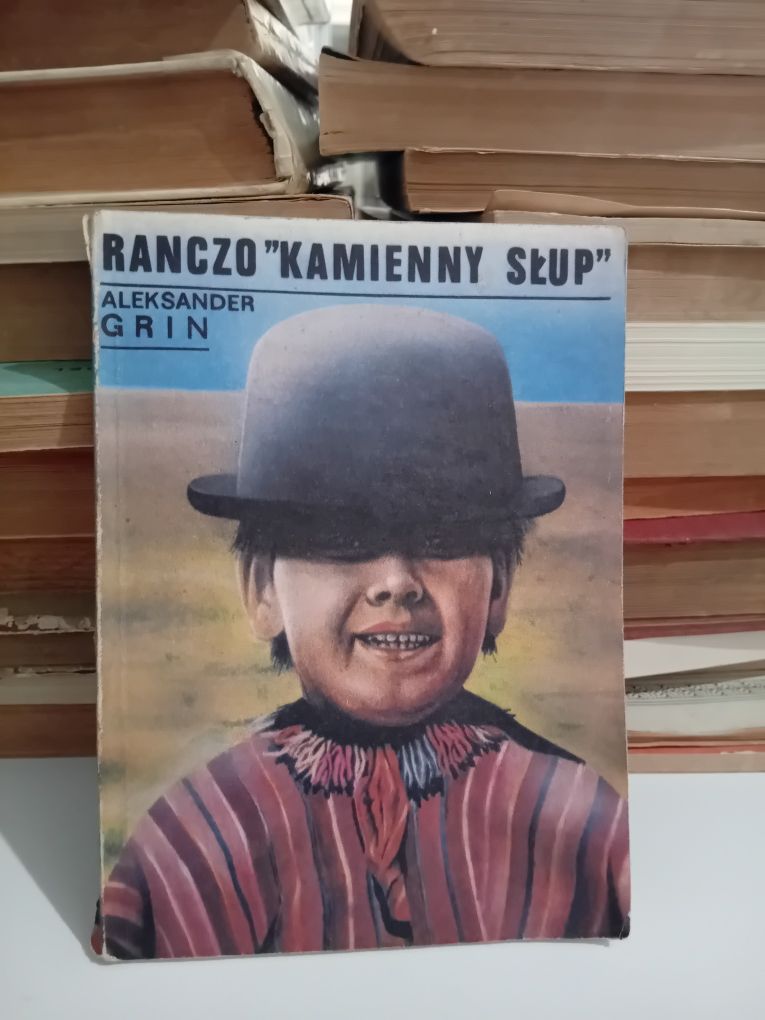 RANCZO "KAMIENNY SŁUP"
ALEKSANDER
GRIN